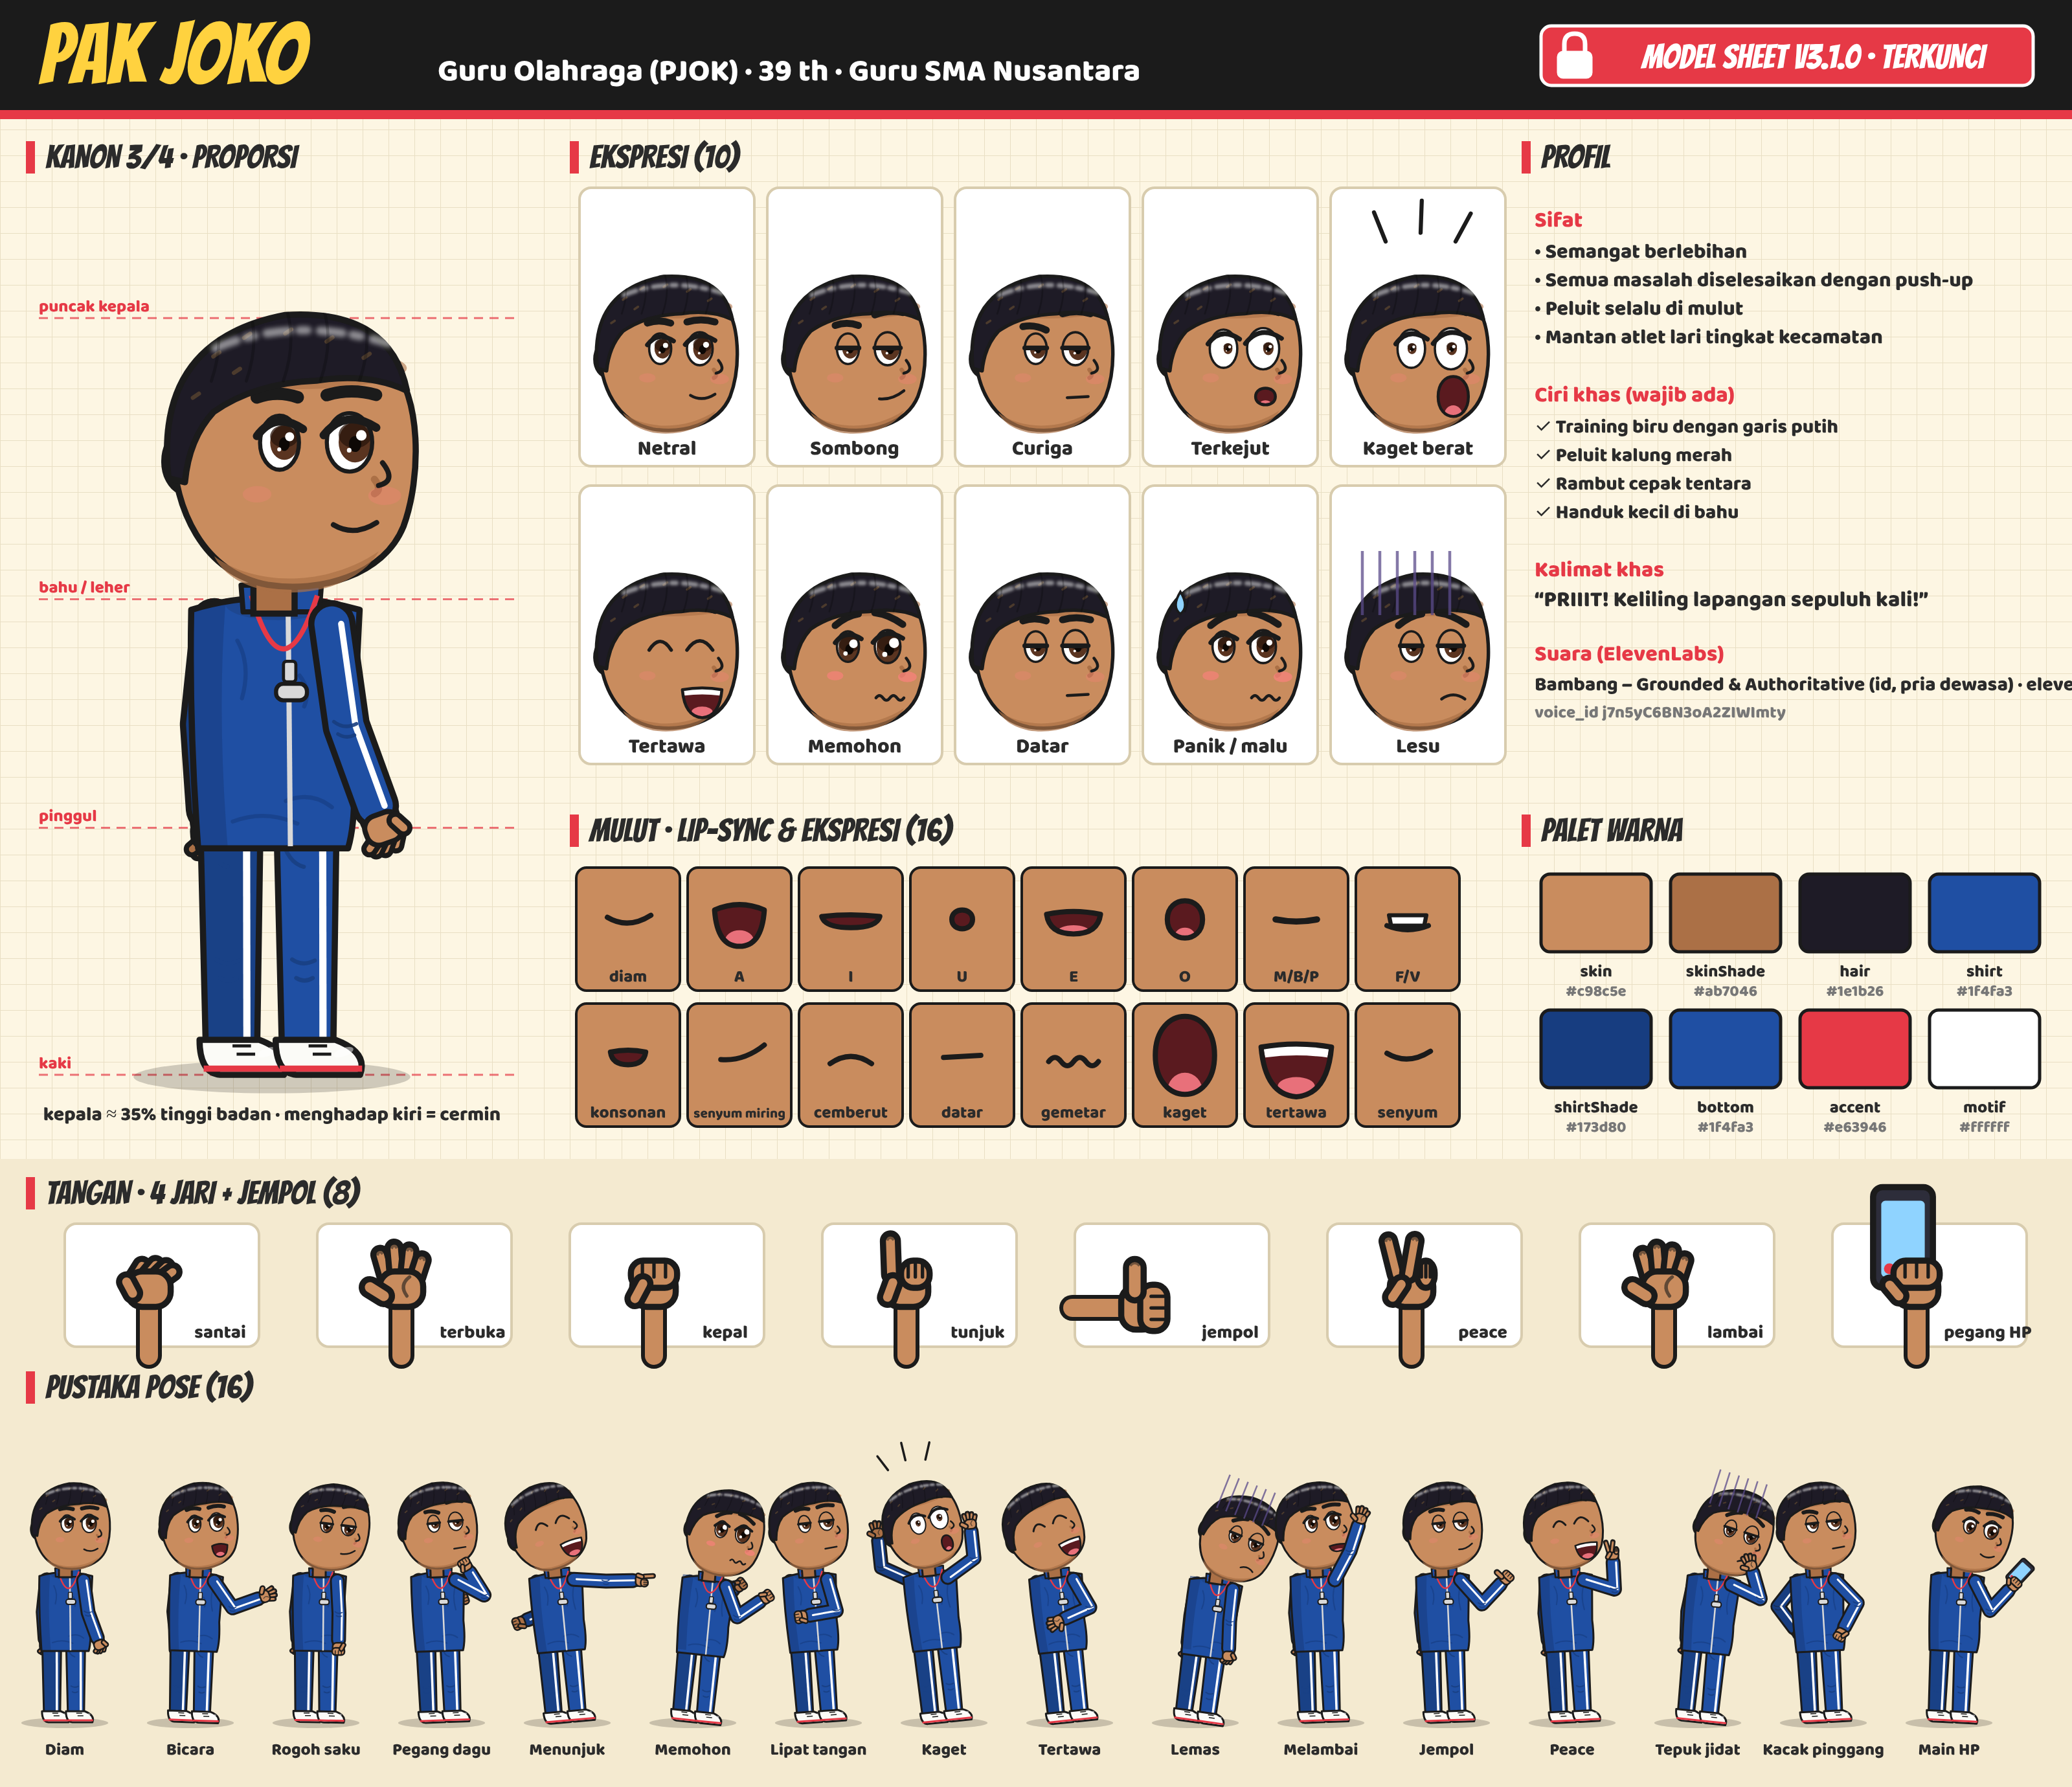 PAK JOKO
Guru Olahraga (PJOK) · 39 th · Guru SMA Nusantara
MODEL SHEET V3.1.0 · TERKUNCI
KANON 3/4 · PROPORSI
puncak kepala
bahu / leher
pinggul
kaki
kepala ≈ 35% tinggi badan · menghadap kiri = cermin
EKSPRESI (10)
Netral
Sombong
Curiga
Terkejut
Kaget berat
Tertawa
Memohon
Datar
Panik / malu
Lesu
PROFIL
Sifat
• Semangat berlebihan
• Semua masalah diselesaikan dengan push-up
• Peluit selalu di mulut
• Mantan atlet lari tingkat kecamatan
Ciri khas (wajib ada)
✓ Training biru dengan garis putih
✓ Peluit kalung merah
✓ Rambut cepak tentara
✓ Handuk kecil di bahu
Kalimat khas
“PRIIIT! Keliling lapangan sepuluh kali!”
Suara (ElevenLabs)
Bambang – Grounded & Authoritative (id, pria dewasa) · eleve
voice_id j7n5yC6BN3oA2ZIWImty
MULUT · LIP-SYNC & EKSPRESI (16)
diam
A
I
U
E
O
M/B/P
F/V
konsonan
senyum miring
cemberut
datar
gemetar
kaget
tertawa
senyum
PALET WARNA
skin
#c98c5e
skinShade
#ab7046
hair
#1e1b26
shirt
#1f4fa3
shirtShade
#173d80
bottom
#1f4fa3
accent
#e63946
motif
#ffffff
TANGAN · 4 JARI + JEMPOL (8)
santai
terbuka
kepal
tunjuk
jempol
peace
lambai
pegang HP
PUSTAKA POSE (16)
Diam
Bicara
Rogoh saku
Pegang dagu
Menunjuk
Memohon
Lipat tangan
Kaget
Tertawa
Lemas
Melambai
Jempol
Peace
Tepuk jidat
Kacak pinggang
Main HP